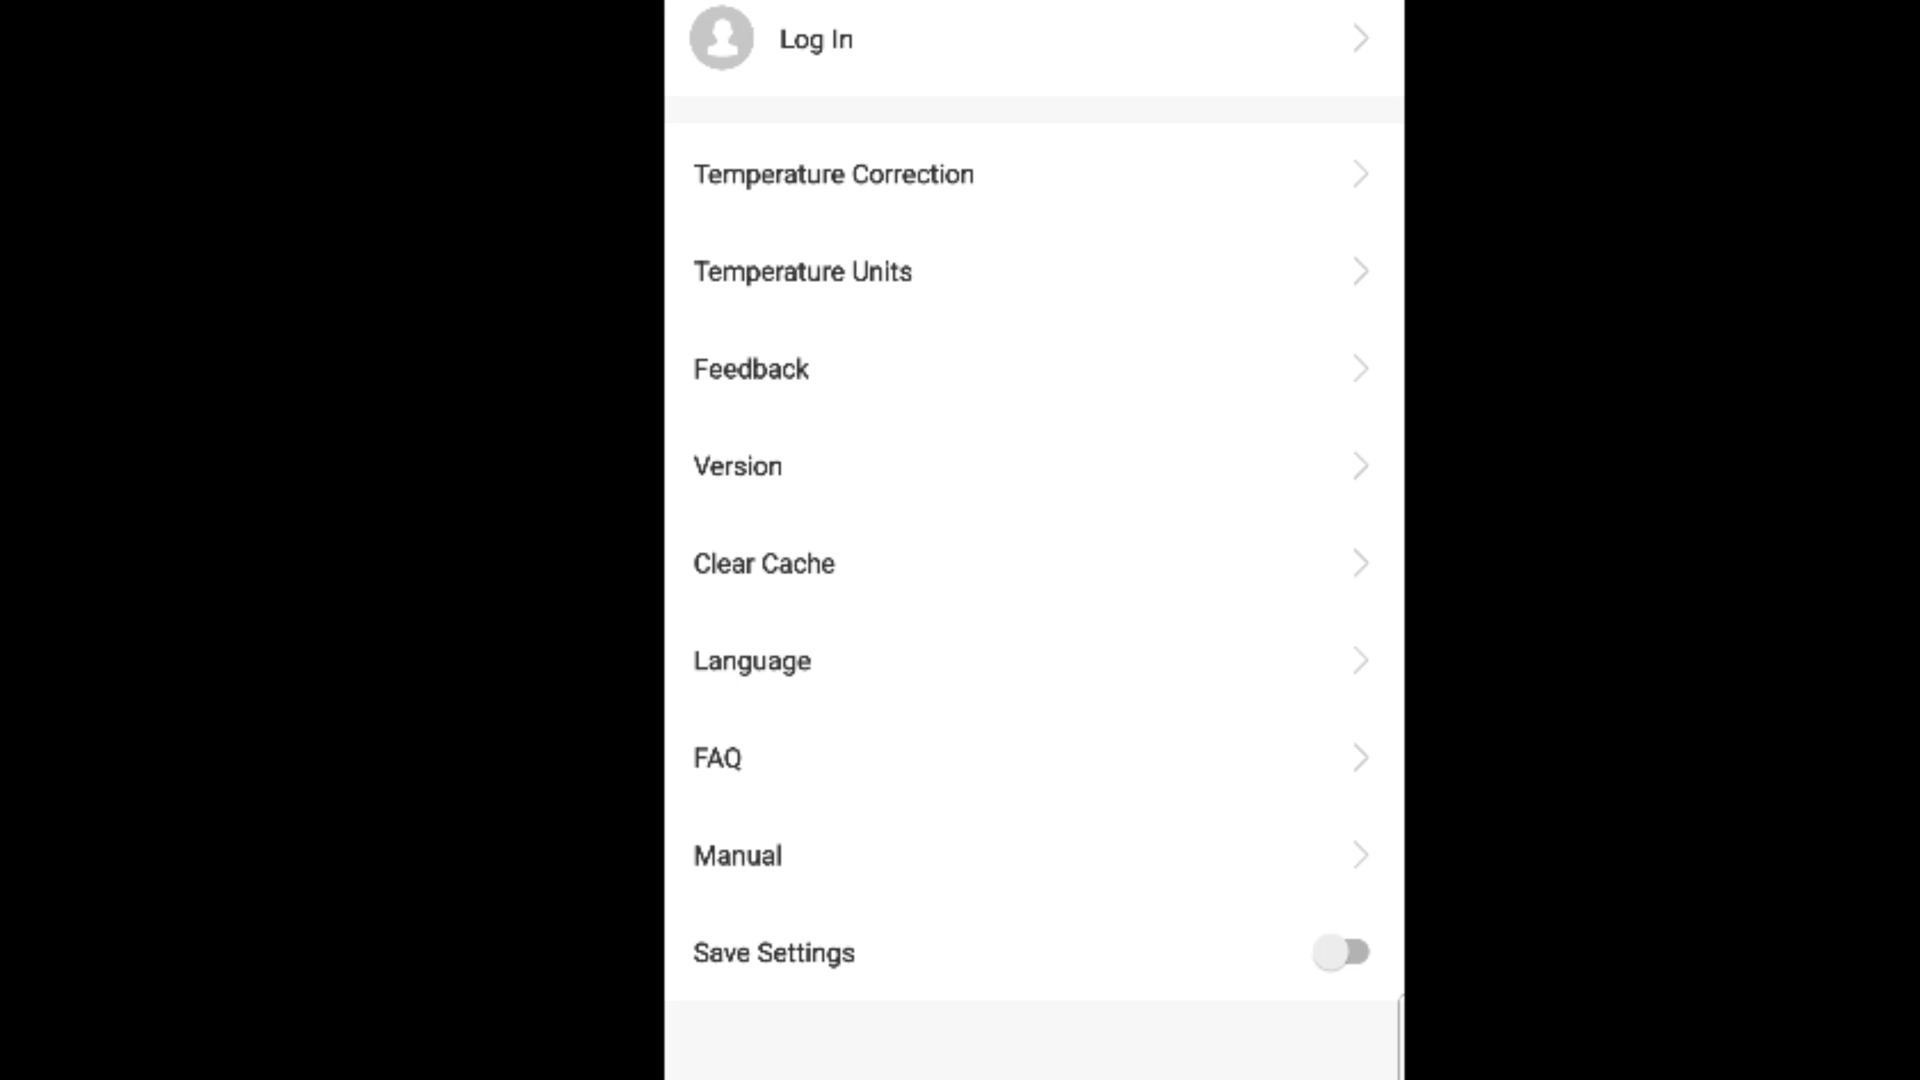 Log In
Temperature Correction
Temperature Units
Feedback
Version
Clear Cache
Language
FAQ
Manual
Save Settings